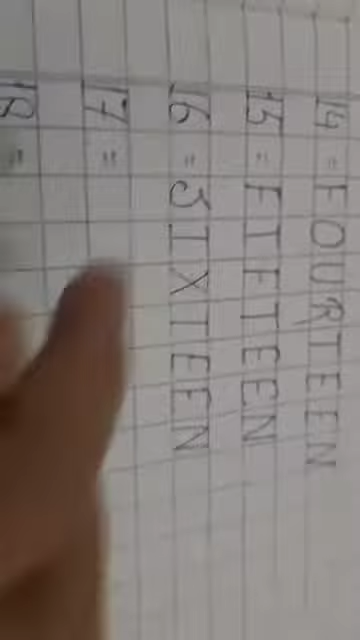 14 = FOURTEEN
15 = FIFTEEN
16 = SIXTEEN
17 =
18 =